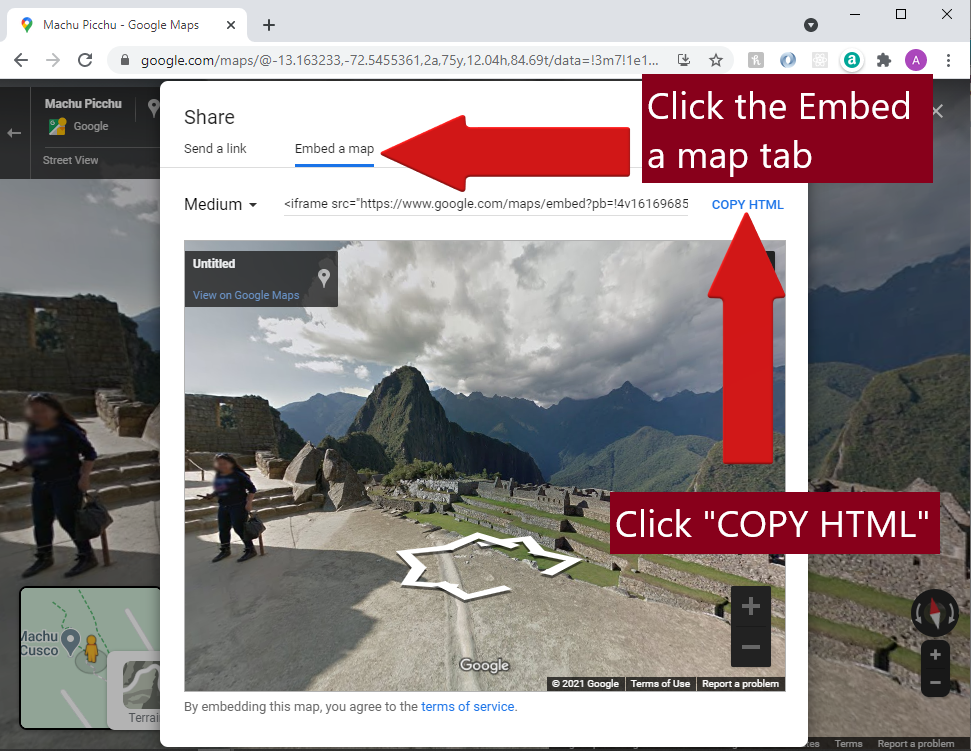 Machu Picchu - Google Maps
google.com/maps/@-13.163233,-72.5455361,2a,75y,12.04h,84.69t/data=!3m7!1e1...
A
Machu Picchu
Google
Street View
Share
Send a link
Embed a map
Click the Embed
a map tab
Medium
<iframe src="https://www.google.com/maps/embed?pb=!4v16169685
COPY HTML
Untitled
View on Google Maps
Click "COPY HTML"
Machu
Cusco
Terrai
Google
© 2021 Google
Terms of Use
Report a problem
By embedding this map, you agree to the terms of service.
Terms
Report a problem